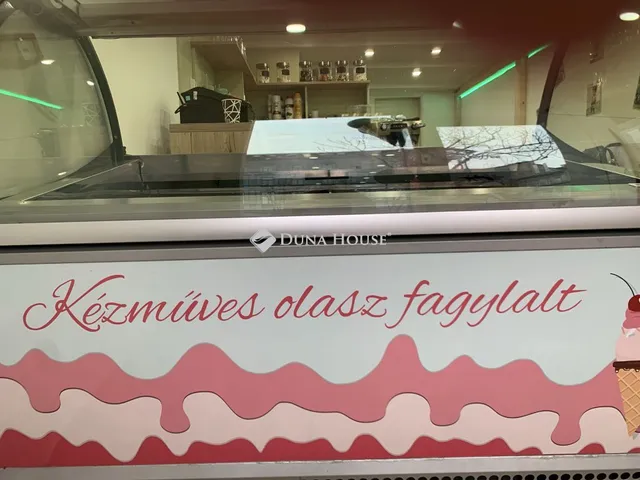 DUNA HOUSE
Kézműves olasz fagylalt